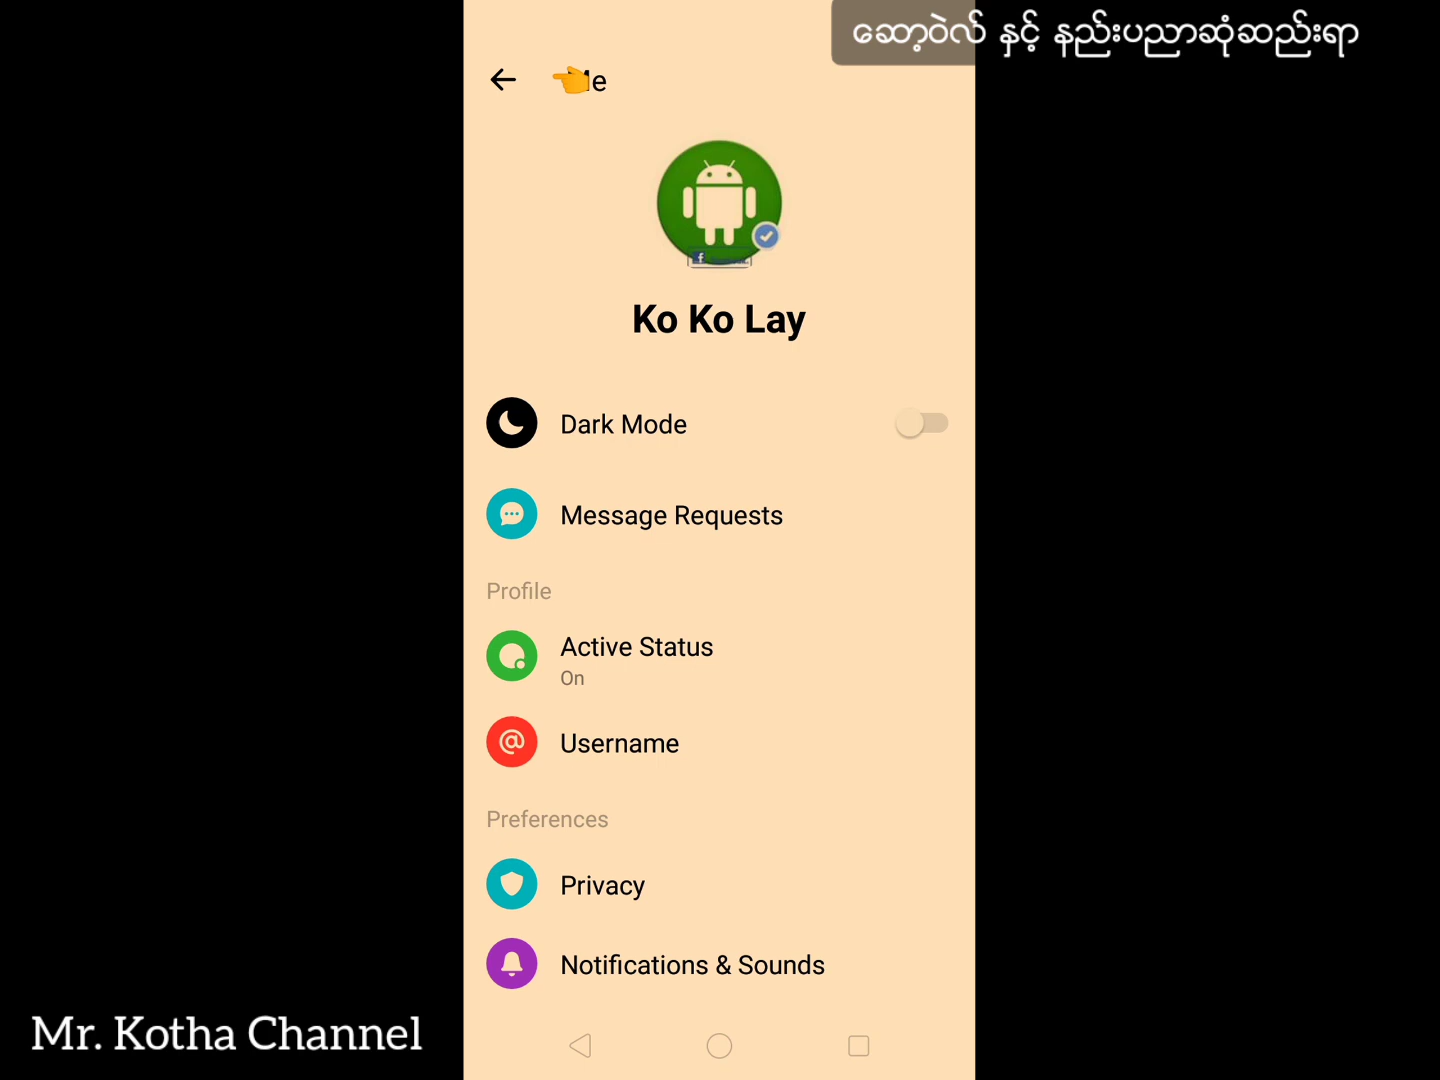 ဆော့ဝဲလ် နှင့် နည်းပညာဆုံဆည်းရာ
Ko Ko Lay
Dark Mode
Message Requests
Profile
Active Status
On
Username
Preferences
Privacy
Notifications & Sounds
Mr. Kotha Channel